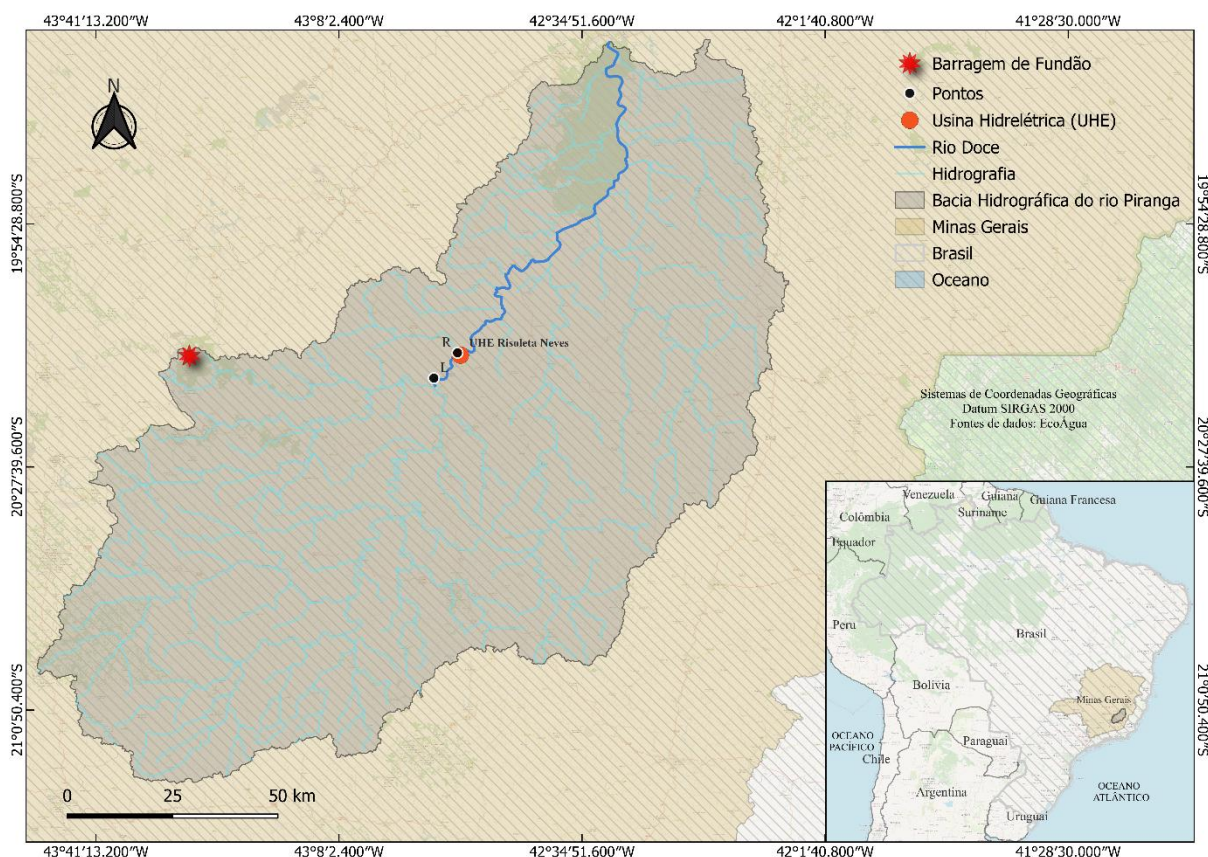 43°41'13.200"W 43°8'2.400"W 42°34'51.600"W 42°1'40.800"W 41°28'30.000"W
N
Barragem de Fundão
Pontos
Usina Hidrelétrica (UHE)
Rio Doce
Hidrografia
Bacia Hidrográfica do rio Piranga
Minas Gerais
Brasil
Oceano
19°54'28.800"S
19°54'28.800"S
R
UHE Risoleta Neves
L
Sistemas de Coordenadas Geográficas
Datum SIRGAS 2000
Fontes de dados: EcoÁgua
20°27'39.600"S
20°27'39.600"S
Venezuela
Guiana
Guiana Francesa
Suriname
Colômbia
Equador
Peru
Brasil
Bolívia
Minas Gerais
Paraguai
OCEANO
PACÍFICO
Chile
Argentina
OCEANO
ATLÂNTICO
Uruguai
21°0'50.400"S
21°0'50.400"S
0 25 50 km
43°41'13.200"W 43°8'2.400"W 42°34'51.600"W 42°1'40.800"W 41°28'30.000"W